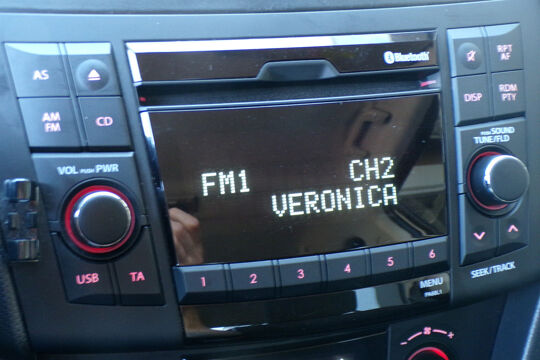 Bluetooth
AS
AM
FM
CD
VOL PUSH PWR
USB
TA
FM1
CH2
VERONICA
1 2 3 4 5 6
MENU
PA88L1
RPT
AF
DISP
RDM
PTY
PUSH SOUND
TUNE/FLD
SEEK/TRACK